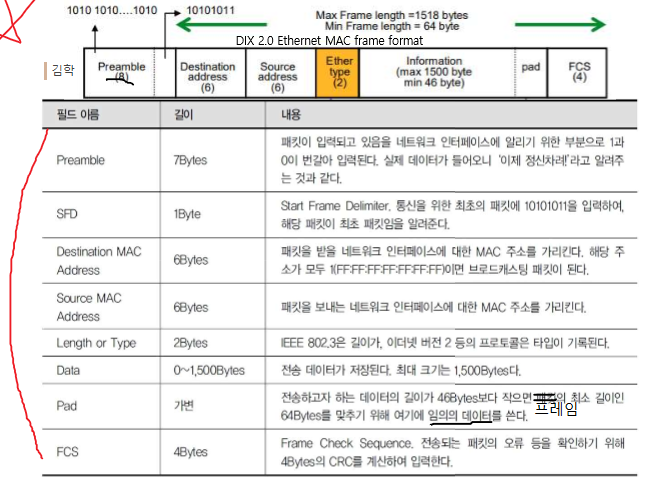 1010 1010....1010
10101011
Max Frame length =1518 bytes
Min Frame length = 64 byte
DIX 2.0 Ethernet MAC frame format
김학
Preamble
(8)
Destination
address
(6)
Source
address
(6)
Ether
type
(2)
Information
(max 1500 byte
min 46 byte)
pad
FCS
(4)
필드 이름 길이 내용
Preamble 7Bytes 패킷이 입력되고 있음을 네트워크 인터페이스에 알리기 위한 부분으로 1과
0이 번갈아 입력된다. 실제 데이터가 들어오니 '이제 정신차례!'라고 알려주
는 것과 같다.
SFD 1Byte Start Frame Delimiter. 통신을 위한 최초의 패킷에 10101011을 입력하여,
해당 패킷이 최초 패킷임을 알려준다.
Destination MAC
Address
6Bytes 패킷을 받을 네트워크 인터페이스에 대한 MAC 주소를 가리킨다. 해당 주
소가 모두 1(FF:FF:FF:FF:FF:FF)이면 브로드캐스팅 패킷이 된다.
Source MAC
Address
6Bytes 패킷을 보내는 네트워크 인터페이스에 대한 MAC 주소를 가리킨다.
Length or Type 2Bytes IEEE 802.3은 길이가, 이더넷 버전 2 등의 프로토콜은 타입이 기록된다.
Data 0~1,500Bytes 전송 데이터가 저장된다. 최대 크기는 1,500Bytes다.
Pad 가변 전송하고자 하는 데이터의 길이가 46Bytes보다 작으면 패킷의 최소 길이인
프레임
64Bytes를 맞추기 위해 여기에 임의의 데이터를 쓴다.
FCS 4Bytes Frame Check Sequence. 전송되는 패킷의 오류 등을 확인하기 위해
4Bytes의 CRC를 계산하여 입력한다.